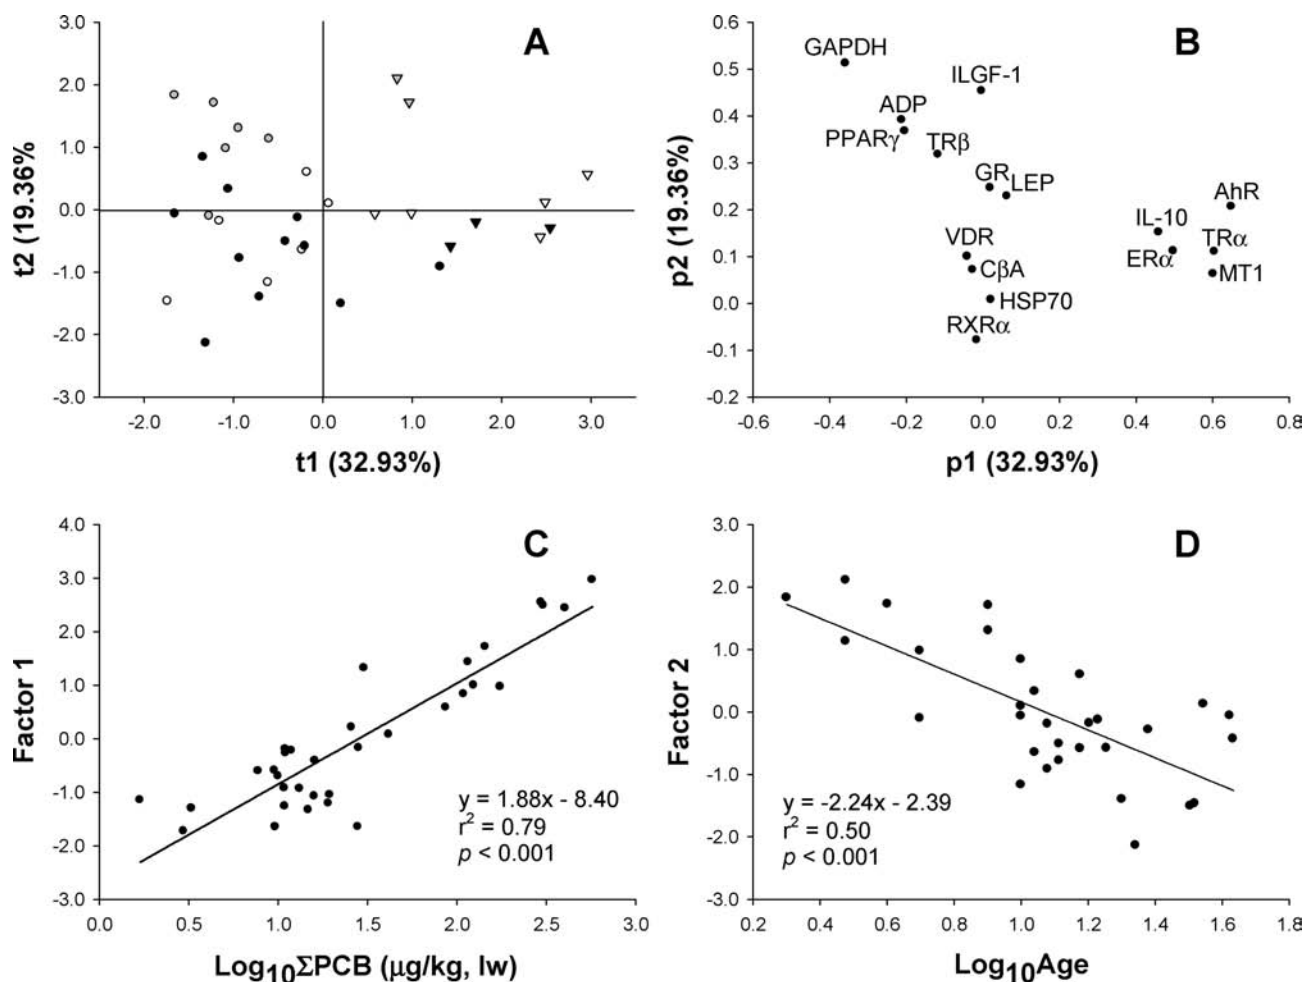 A
3.0
2.0
1.0
0.0
-1.0
-2.0
-3.0
t2 (19.36%
-2.0 -1.0 0.0 1.0 2.0 3.0
t1 (32.93%)
B
0.6
0.5
0.4
0.3
0.2
0.1
0.0
-0.1
-0.2
p2 (19.36%)
GAPDH
ILGF-1
ADP
PPARγ
TRβ
GR LEP
AhR
IL-10
TRα
ERα
MT1
VDR
CβA
HSP70
RXRα
-0.6 -0.4 -0.2 0.0 0.2 0.4 0.6 0.8
p1 (32.93%)
C
4.0
3.0
2.0
1.0
0.0
-1.0
-2.0
-3.0
Factor 1
y = 1.88x - 8.40
r² = 0.79
p < 0.001
0.0 0.5 1.0 1.5 2.0 2.5 3.0
Log₁₀ΣPCB (μg/kg, lw)
D
3.0
2.0
1.0
0.0
-1.0
-2.0
-3.0
Factor 2
y = -2.24x - 2.39
r² = 0.50
p < 0.001
0.2 0.4 0.6 0.8 1.0 1.2 1.4 1.6 1.8
Log₁₀Age